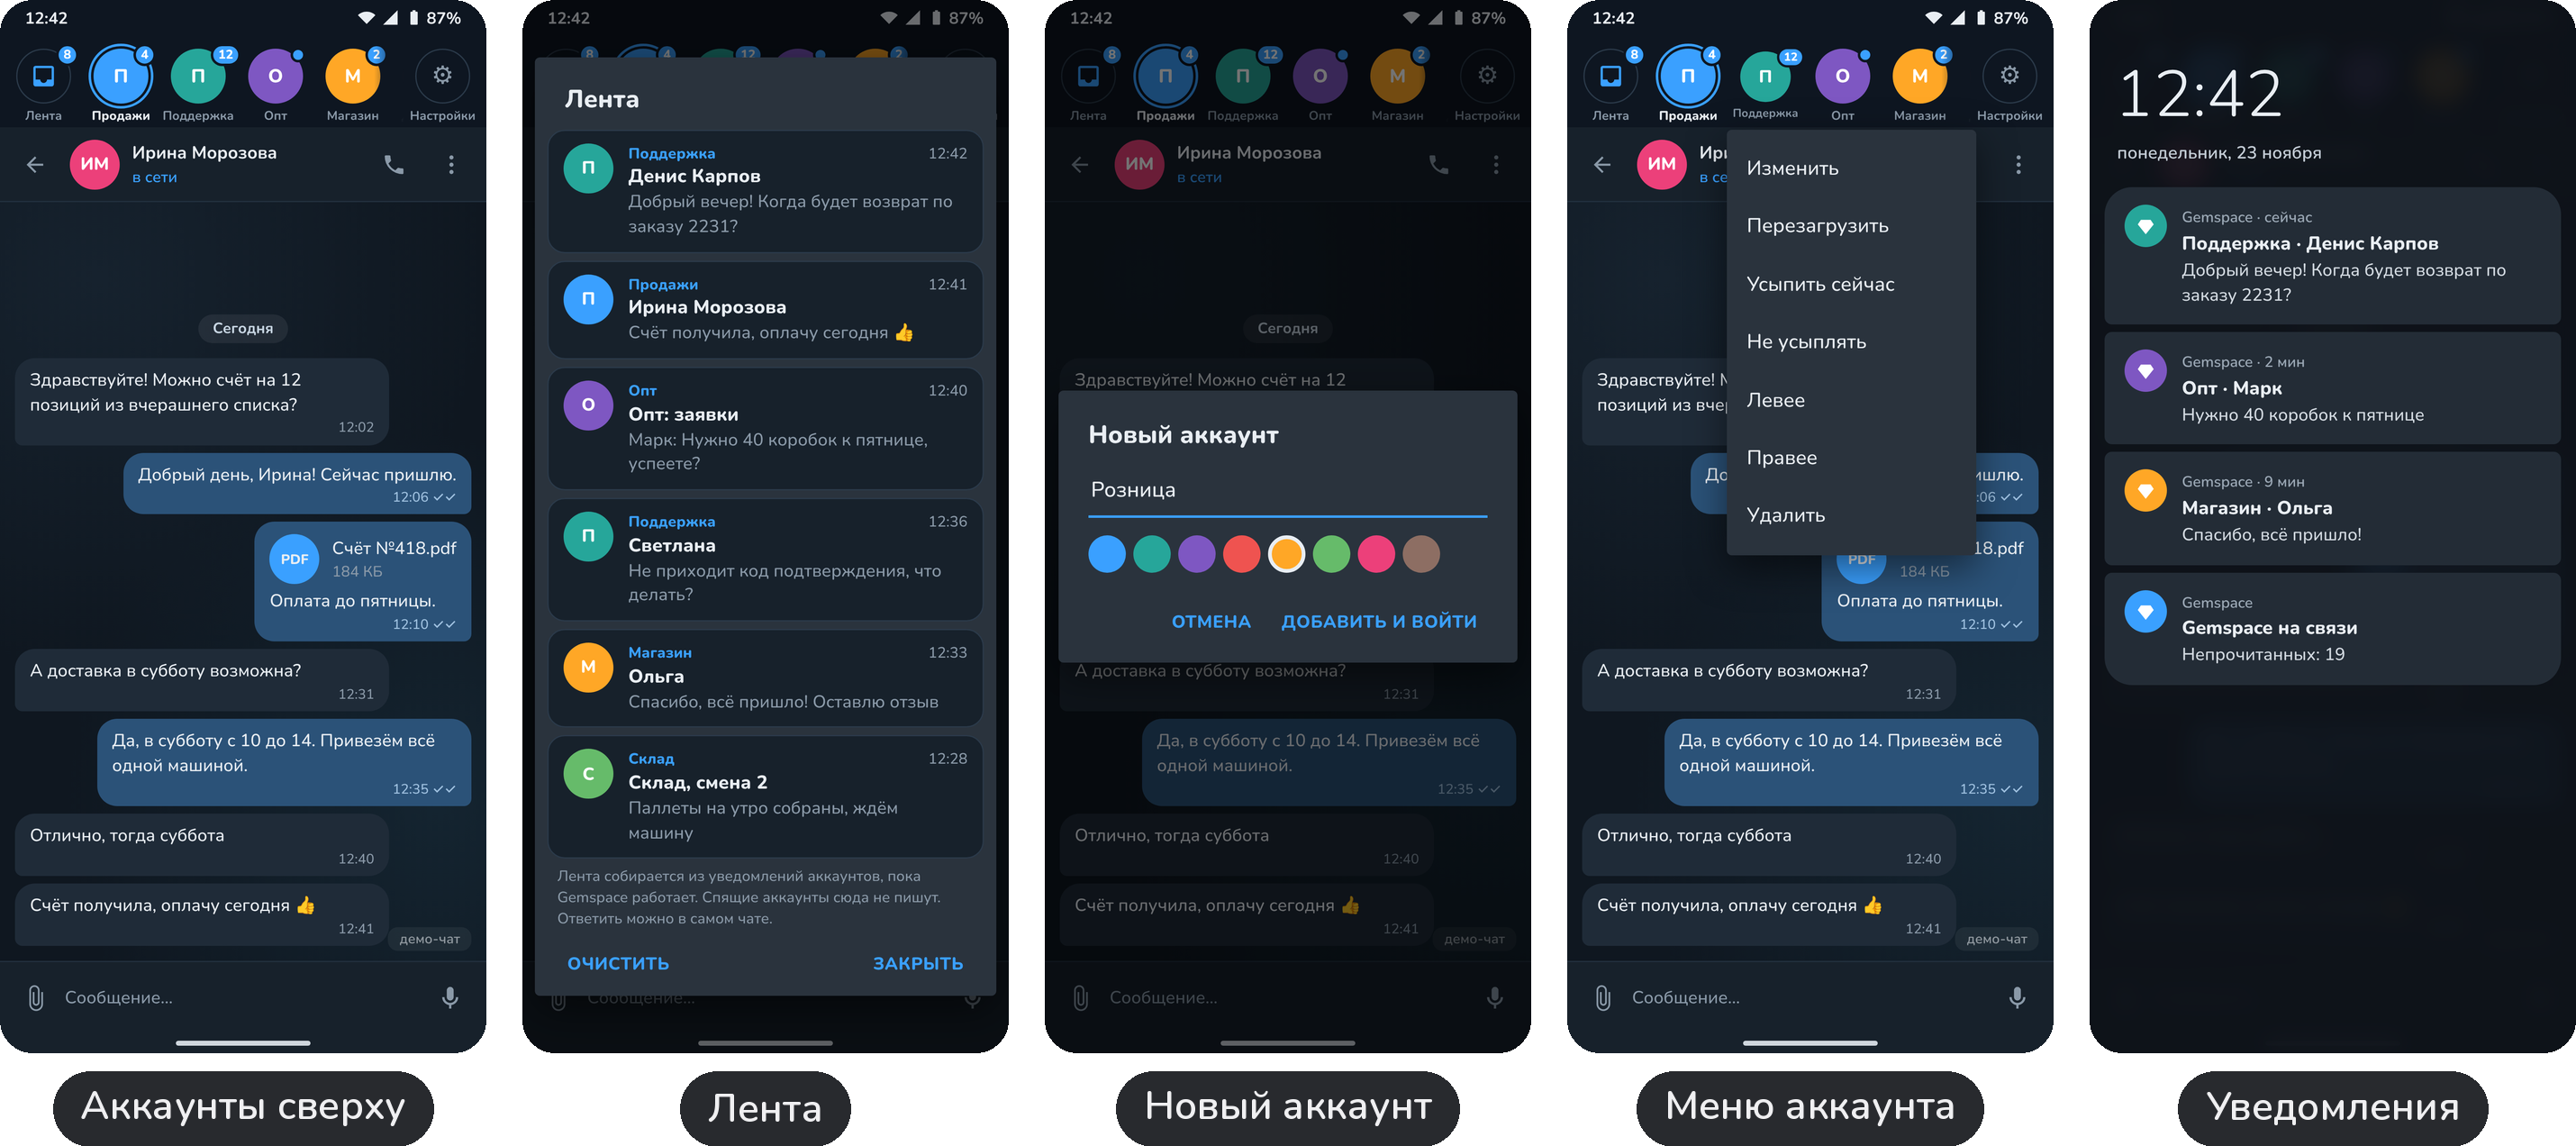 12:42
87%
8
4
12
2
П
П
О
М
Лента
Продажи
Поддержка
Опт
Магазин
Настройки
ИМ
Ирина Морозова
в сети
Сегодня
Здравствуйте! Можно счёт на 12
позиций из вчерашнего списка?
12:02
Добрый день, Ирина! Сейчас пришлю.
12:06
PDF
Счёт №418.pdf
184 КБ
Оплата до пятницы.
12:10
А доставка в субботу возможна?
12:31
Да, в субботу с 10 до 14. Привезём всё
одной машиной.
12:35
Отлично, тогда суббота
12:40
Счёт получила, оплачу сегодня 👍
12:41
демо-чат
Сообщение...
Аккаунты сверху
12:42
87%
8
4
12
2
Лента
П
Поддержка
12:42
Денис Карпов
Добрый вечер! Когда будет возврат по
заказу 2231?
П
Продажи
12:41
Ирина Морозова
Счёт получила, оплачу сегодня 👍
О
Опт
12:40
Опт: заявки
Марк: Нужно 40 коробок к пятнице,
успеете?
П
Поддержка
12:36
Светлана
Не приходит код подтверждения, что
делать?
М
Магазин
12:33
Ольга
Спасибо, всё пришло! Оставлю отзыв
С
Склад
12:28
Склад, смена 2
Паллеты на утро собраны, ждём
машину
Лента собирается из уведомлений аккаунтов, пока
Gemspace работает. Спящие аккаунты сюда не пишут.
Ответить можно в самом чате.
ОЧИСТИТЬ
ЗАКРЫТЬ
Сообщение...
Лента
12:42
87%
8
4
12
2
П
П
О
М
Лента
Продажи
Поддержка
Опт
Магазин
Настройки
ИМ
Ирина Морозова
в сети
Сегодня
Здравствуйте! Можно счёт на 12
Новый аккаунт
Розница
ОТМЕНА
ДОБАВИТЬ И ВОЙТИ
А доставка в субботу возможна?
12:31
Да, в субботу с 10 до 14. Привезём всё
одной машиной.
12:35
Отлично, тогда суббота
12:40
Счёт получила, оплачу сегодня 👍
12:41
демо-чат
Сообщение...
Новый аккаунт
12:42
87%
8
4
12
2
П
П
О
М
Лента
Продажи
Поддержка
Опт
Магазин
Настройки
ИМ
Ири
в се
Изменить
Перезагрузить
Усыпить сейчас
Не усыплять
Левее
Правее
Удалить
Здравствуйте! М
позиций из вчер
До
ишлю.
:06
PDF
18.pdf
184 КБ
Оплата до пятницы.
12:10
А доставка в субботу возможна?
12:31
Да, в субботу с 10 до 14. Привезём всё
одной машиной.
12:35
Отлично, тогда суббота
12:40
Счёт получила, оплачу сегодня 👍
12:41
демо-чат
Сообщение...
Меню аккаунта
12:42
понедельник, 23 ноября
Gemspace · сейчас
Поддержка · Денис Карпов
Добрый вечер! Когда будет возврат по
заказу 2231?
Gemspace · 2 мин
Опт · Марк
Нужно 40 коробок к пятнице
Gemspace · 9 мин
Магазин · Ольга
Спасибо, всё пришло!
Gemspace
Gemspace на связи
Непрочитанных: 19
Уведомления